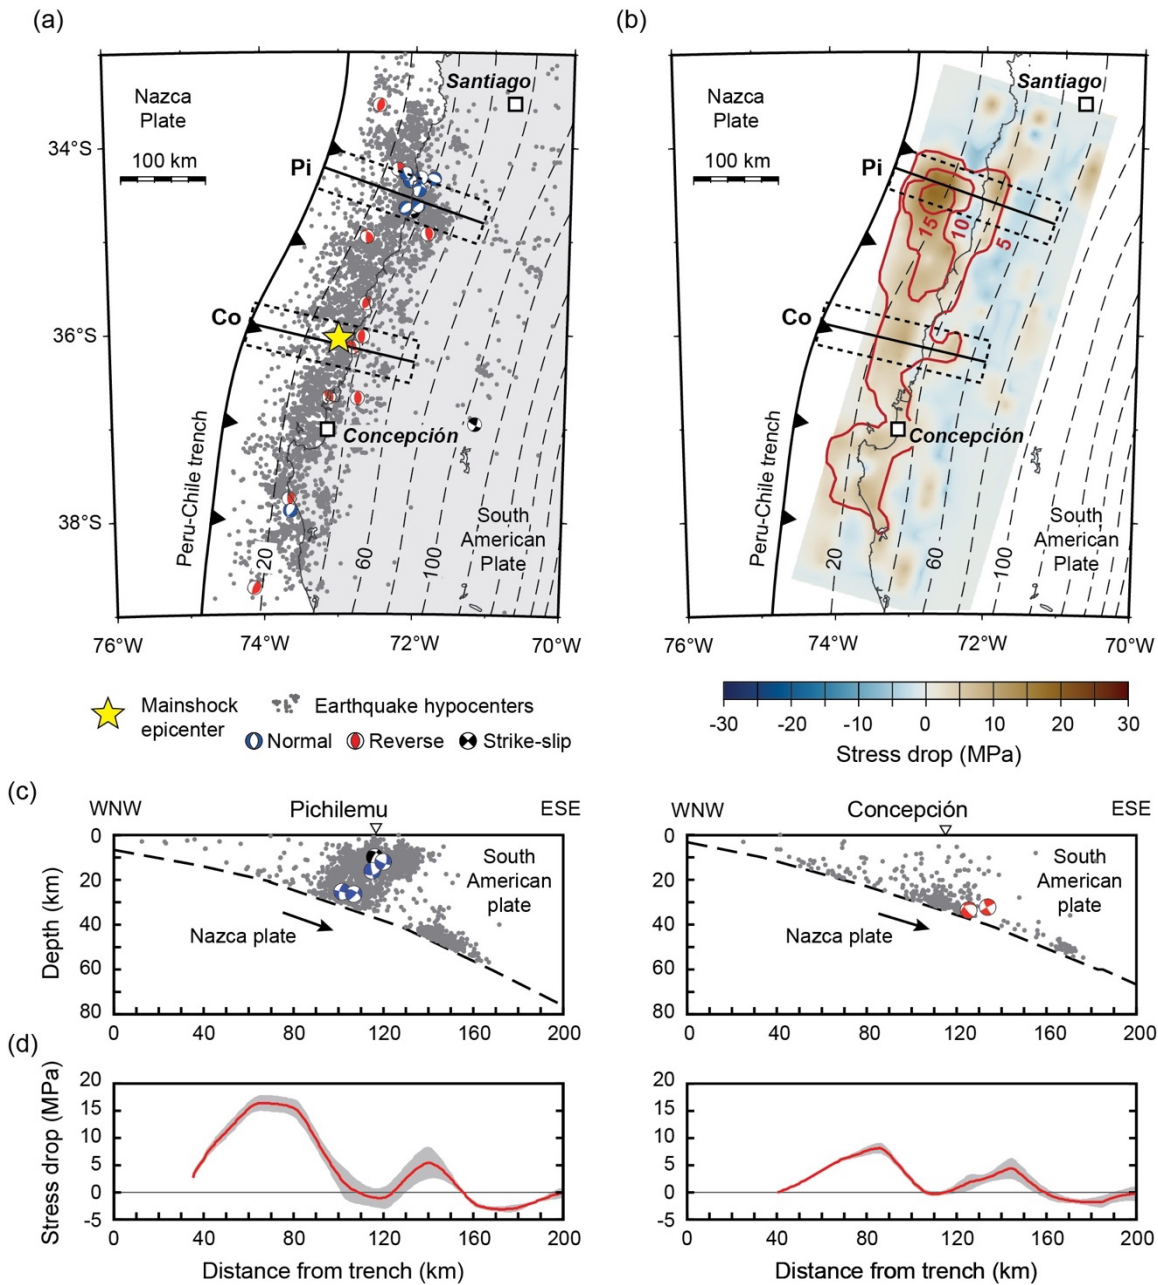 (a)
(b)
Nazca
Plate
100 km
Santiago
Pi
Co
Concepción
Peru-Chile trench
South
American
Plate
20
60
100
34°S
36°S
38°S
76°W
74°W
72°W
70°W
Nazca
Plate
100 km
Santiago
Pi
15
10
5
Co
Concepción
Peru-Chile trench
South
American
Plate
20
60
100
76°W
74°W
72°W
70°W
Mainshock
epicenter
Earthquake hypocenters
Normal
Reverse
Strike-slip
-30 -20 -10 0 10 20 30
Stress drop (MPa)
(c)
WNW Pichilemu ESE
0
20
40
60
80
Depth (km)
South
American
plate
Nazca plate
0 40 80 120 160 200
WNW Concepción ESE
0
20
40
60
80
South
American
plate
Nazca plate
0 40 80 120 160 200
(d)
20
15
10
5
0
-5
Stress drop (MPa)
0 40 80 120 160 200
Distance from trench (km)
20
15
10
5
0
-5
0 40 80 120 160 200
Distance from trench (km)